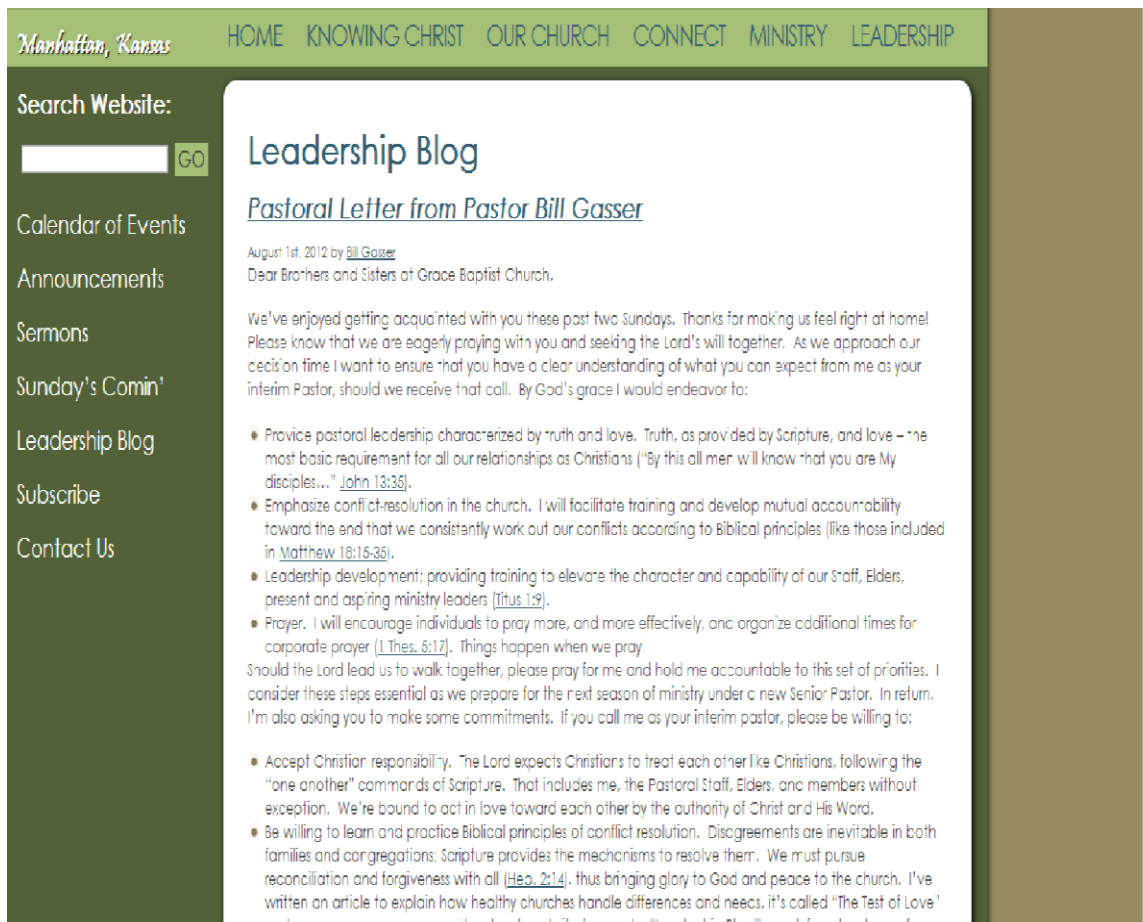 Manhattan, Kansas
HOME KNOWING CHRIST OUR CHURCH CONNECT MINISTRY LEADERSHIP
Search Website:
GO
Calendar of Events
Announcements
Sermons
Sunday's Comin'
Leadership Blog
Subscribe
Contact Us
Leadership Blog
Pastoral Letter from Pastor Bill Gasser
August 1st, 2012 by Bill Gasser
Dear Brothers and Sisters at Grace Baptist Church,
We've enjoyed getting acquainted with you these past two Sundays. Thanks for making us feel right at home!
Please know that we are eagerly praying with you and seeking the Lord's will together. As we approach our
decision time I want to ensure that you have a clear understanding of what you can expect from me as your
interim Pastor, should we receive that call. By God's grace I would endeavor to:
Provide pastoral leadership characterized by truth and love. Truth, as provided by Scripture, and love – the
most basic requirement for all our relationships as Christians ("By this all men will know that you are My
disciples..." John 13:35).
Emphasize conflict-resolution in the church. I will facilitate training and develop mutual accountability
toward the end that we consistently work out our conflicts according to Biblical principles (like those included
in Matthew 18:15-35).
Leadership development; providing training to elevate the character and capability of our Staff, Elders,
present and aspiring ministry leaders (Titus 1:9).
Prayer. I will encourage individuals to pray more, and more effectively, and organize additional times for
corporate prayer (1 Thes. 5:17). Things happen when we pray.
Should the Lord lead us to walk together, please pray for me and hold me accountable to this set of priorities. I
consider these steps essential as we prepare for the next season of ministry under a new Senior Pastor. In return,
I'm also asking you to make some commitments. If you call me as your interim pastor, please be willing to:
Accept Christian responsibility. The Lord expects Christians to treat each other like Christians, following the
"one another" commands of Scripture. That includes me, the Pastoral Staff, Elders, and members without
exception. We're bound to act in love toward each other by the authority of Christ and His Word.
Be willing to learn and practice Biblical principles of conflict resolution. Disagreements are inevitable in both
families and congregations; Scripture provides the mechanisms to resolve them. We must pursue
reconciliation and forgiveness with all (Heb. 2:14), thus bringing glory to God and peace to the church. I've
written an article to explain how healthy churches handle differences and needs, it's called "The Test of Love"